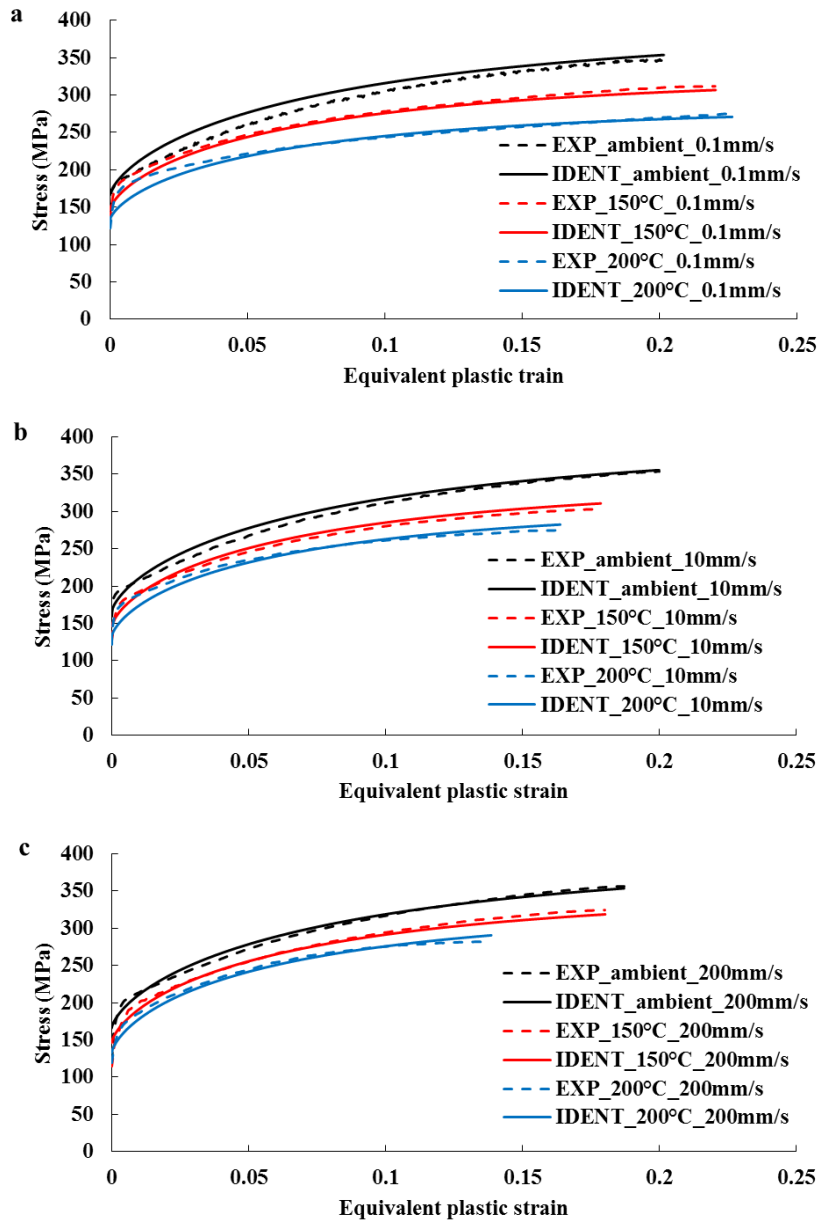 a
400
350
300
250
200
150
100
50
0
Stress (MPa)
EXP_ambient_0.1mm/s
IDENT_ambient_0.1mm/s
EXP_150°C_0.1mm/s
IDENT_150°C_0.1mm/s
EXP_200°C_0.1mm/s
IDENT_200°C_0.1mm/s
0 0.05 0.1 0.15 0.2 0.25
Equivalent plastic train
b
400
350
300
250
200
150
100
50
0
Stress (MPa)
EXP_ambient_10mm/s
IDENT_ambient_10mm/s
EXP_150°C_10mm/s
IDENT_150°C_10mm/s
EXP_200°C_10mm/s
IDENT_200°C_10mm/s
0 0.05 0.1 0.15 0.2 0.25
Equivalent plastic strain
c
400
350
300
250
200
150
100
50
0
Stress (MPa)
EXP_ambient_200mm/s
IDENT_ambient_200mm/s
EXP_150°C_200mm/s
IDENT_150°C_200mm/s
EXP_200°C_200mm/s
IDENT_200°C_200mm/s
0 0.05 0.1 0.15 0.2 0.25
Equivalent plastic strain